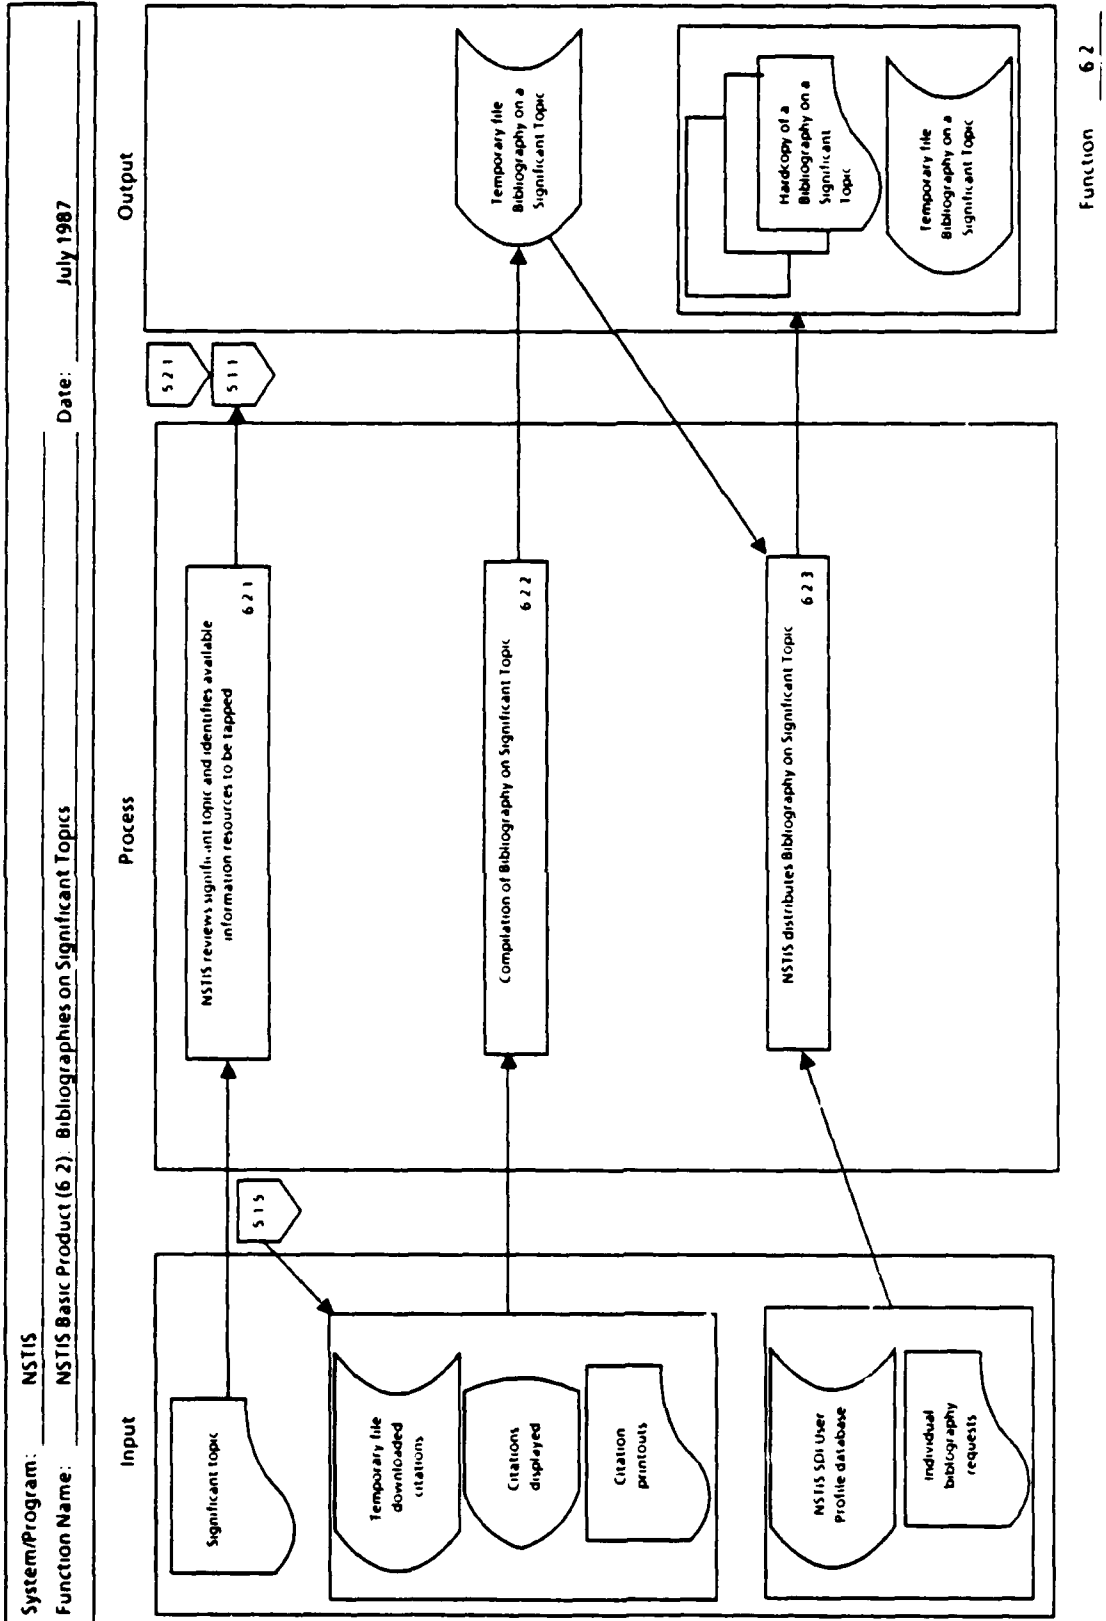 System/Program: NSTIS
Function Name: NSTIS Basic Product (6 2). Bibliographies on Significant Topics
Date: July 1987
Input
Process
Output
Significant topic
NSTIS reviews significant topic and identifies available
information resources to be tapped
6 2 1
5 2 1
5 1 1
5 1 5
Temporary file
downloaded
citations
Citations
displayed
Citation
printouts
Compilation of Bibliography on Significant Topic
6 2 2
Temporary file
Bibliography on a
Significant Topic
NSTIS SDI User
Profile database
Individual
bibliography
requests
NSTIS distributes Bibliography on Significant Topic
6 2 3
Hardcopy of a
Bibliography on a
Significant
Topic
Temporary file
Bibliography on a
Significant Topic
Function 6 2